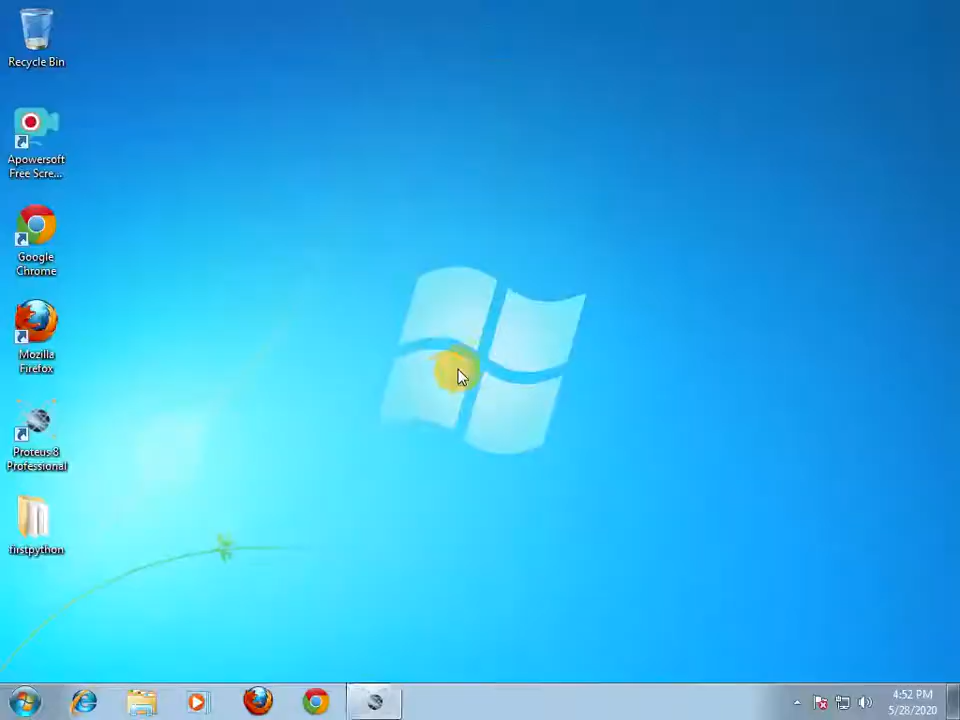 Recycle Bin
Apowersoft
Free Scre...
Google
Chrome
Mozilla
Firefox
Proteus 8
Professional
firstpython
4:52 PM
5/28/2020